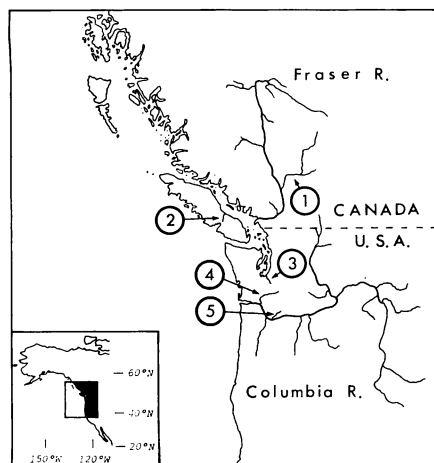 Fraser R.
1
2
CANADA
U.S.A.
3
4
5
Columbia R.
60°N
40°N
20°N
150°W 120°W